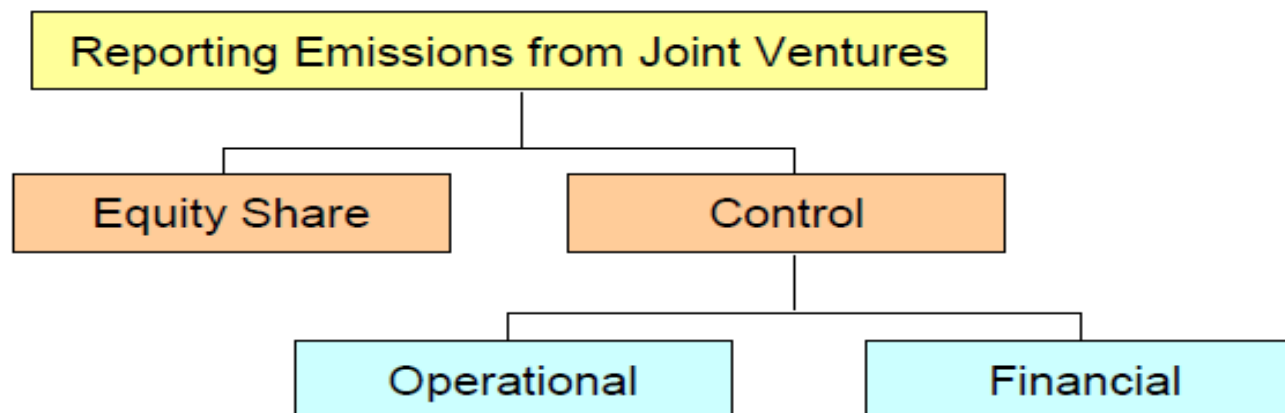 Reporting Emissions from Joint Ventures
Equity Share
Control
Operational
Financial